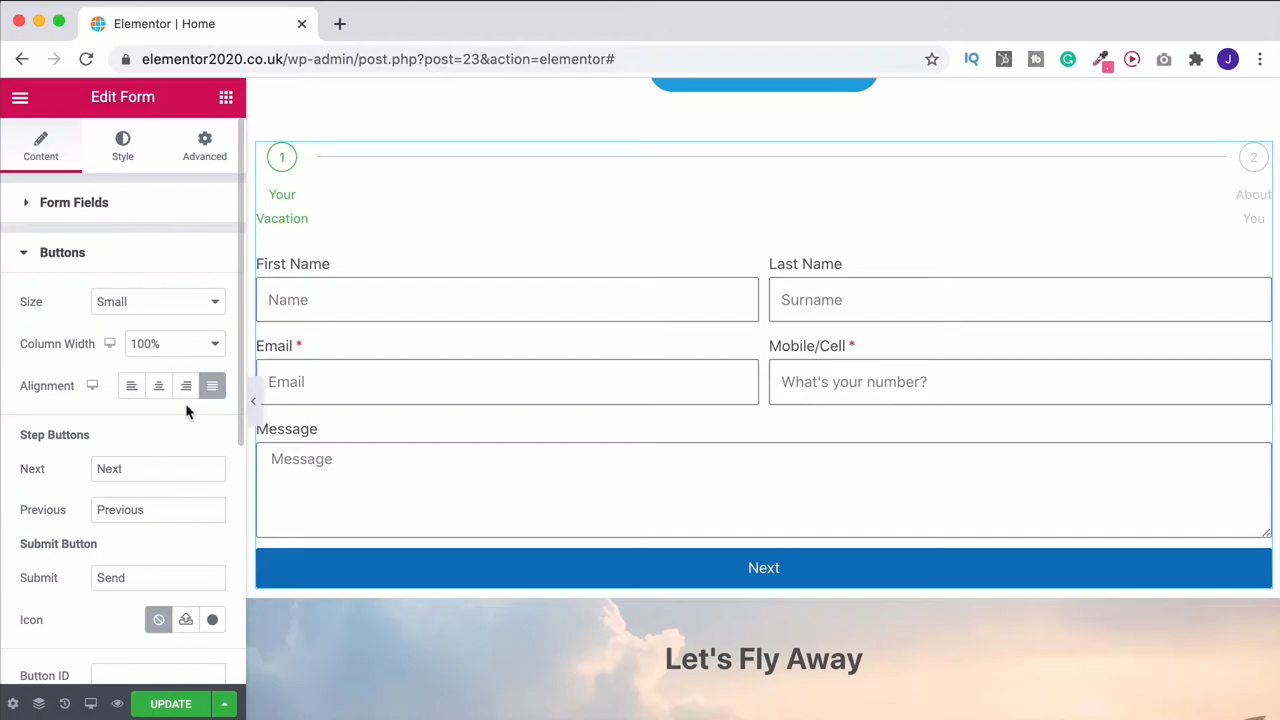 Elementor | Home
elementor2020.co.uk/wp-admin/post.php?post=23&action=elementor#
IQ
tb
J
Edit Form
Content
Style
Advanced
Form Fields
Buttons
Size
Small
Column Width
100%
Alignment
Step Buttons
Next
Next
Previous
Previous
Submit Button
Submit
Send
Icon
Button ID
UPDATE
1
2
Your
Vacation
About
You
First Name
Last Name
Name
Surname
Email *
Mobile/Cell *
Email
What's your number?
Message
Message
Next
Let's Fly Away